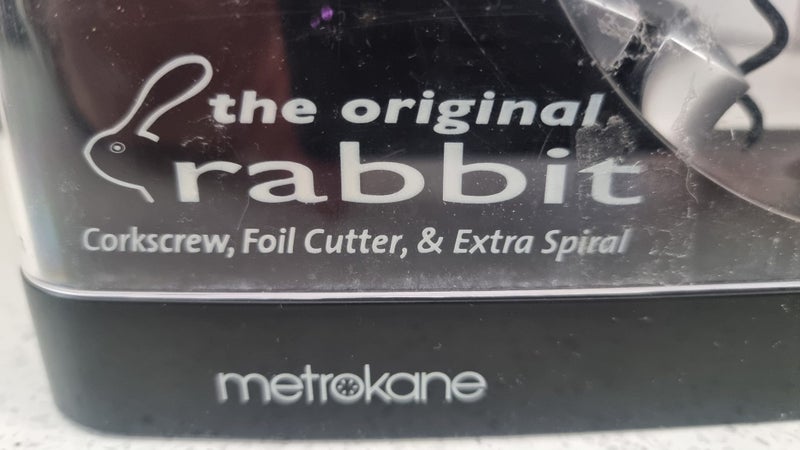 the original
rabbit
Corkscrew, Foil Cutter, & Extra Spiral
metrokane